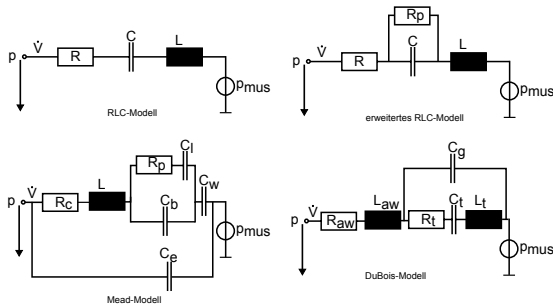 p
V̇
R
C
L
pmus
RLC-Modell
p
V̇
R
Rp
C
L
pmus
erweitertes RLC-Modell
p
V̇
Rc
L
Rp
Cl
Cb
Cw
Ce
pmus
Mead-Modell
p
V̇
Raw
Law
Cg
Rt
Ct
Lt
pmus
DuBois-Modell